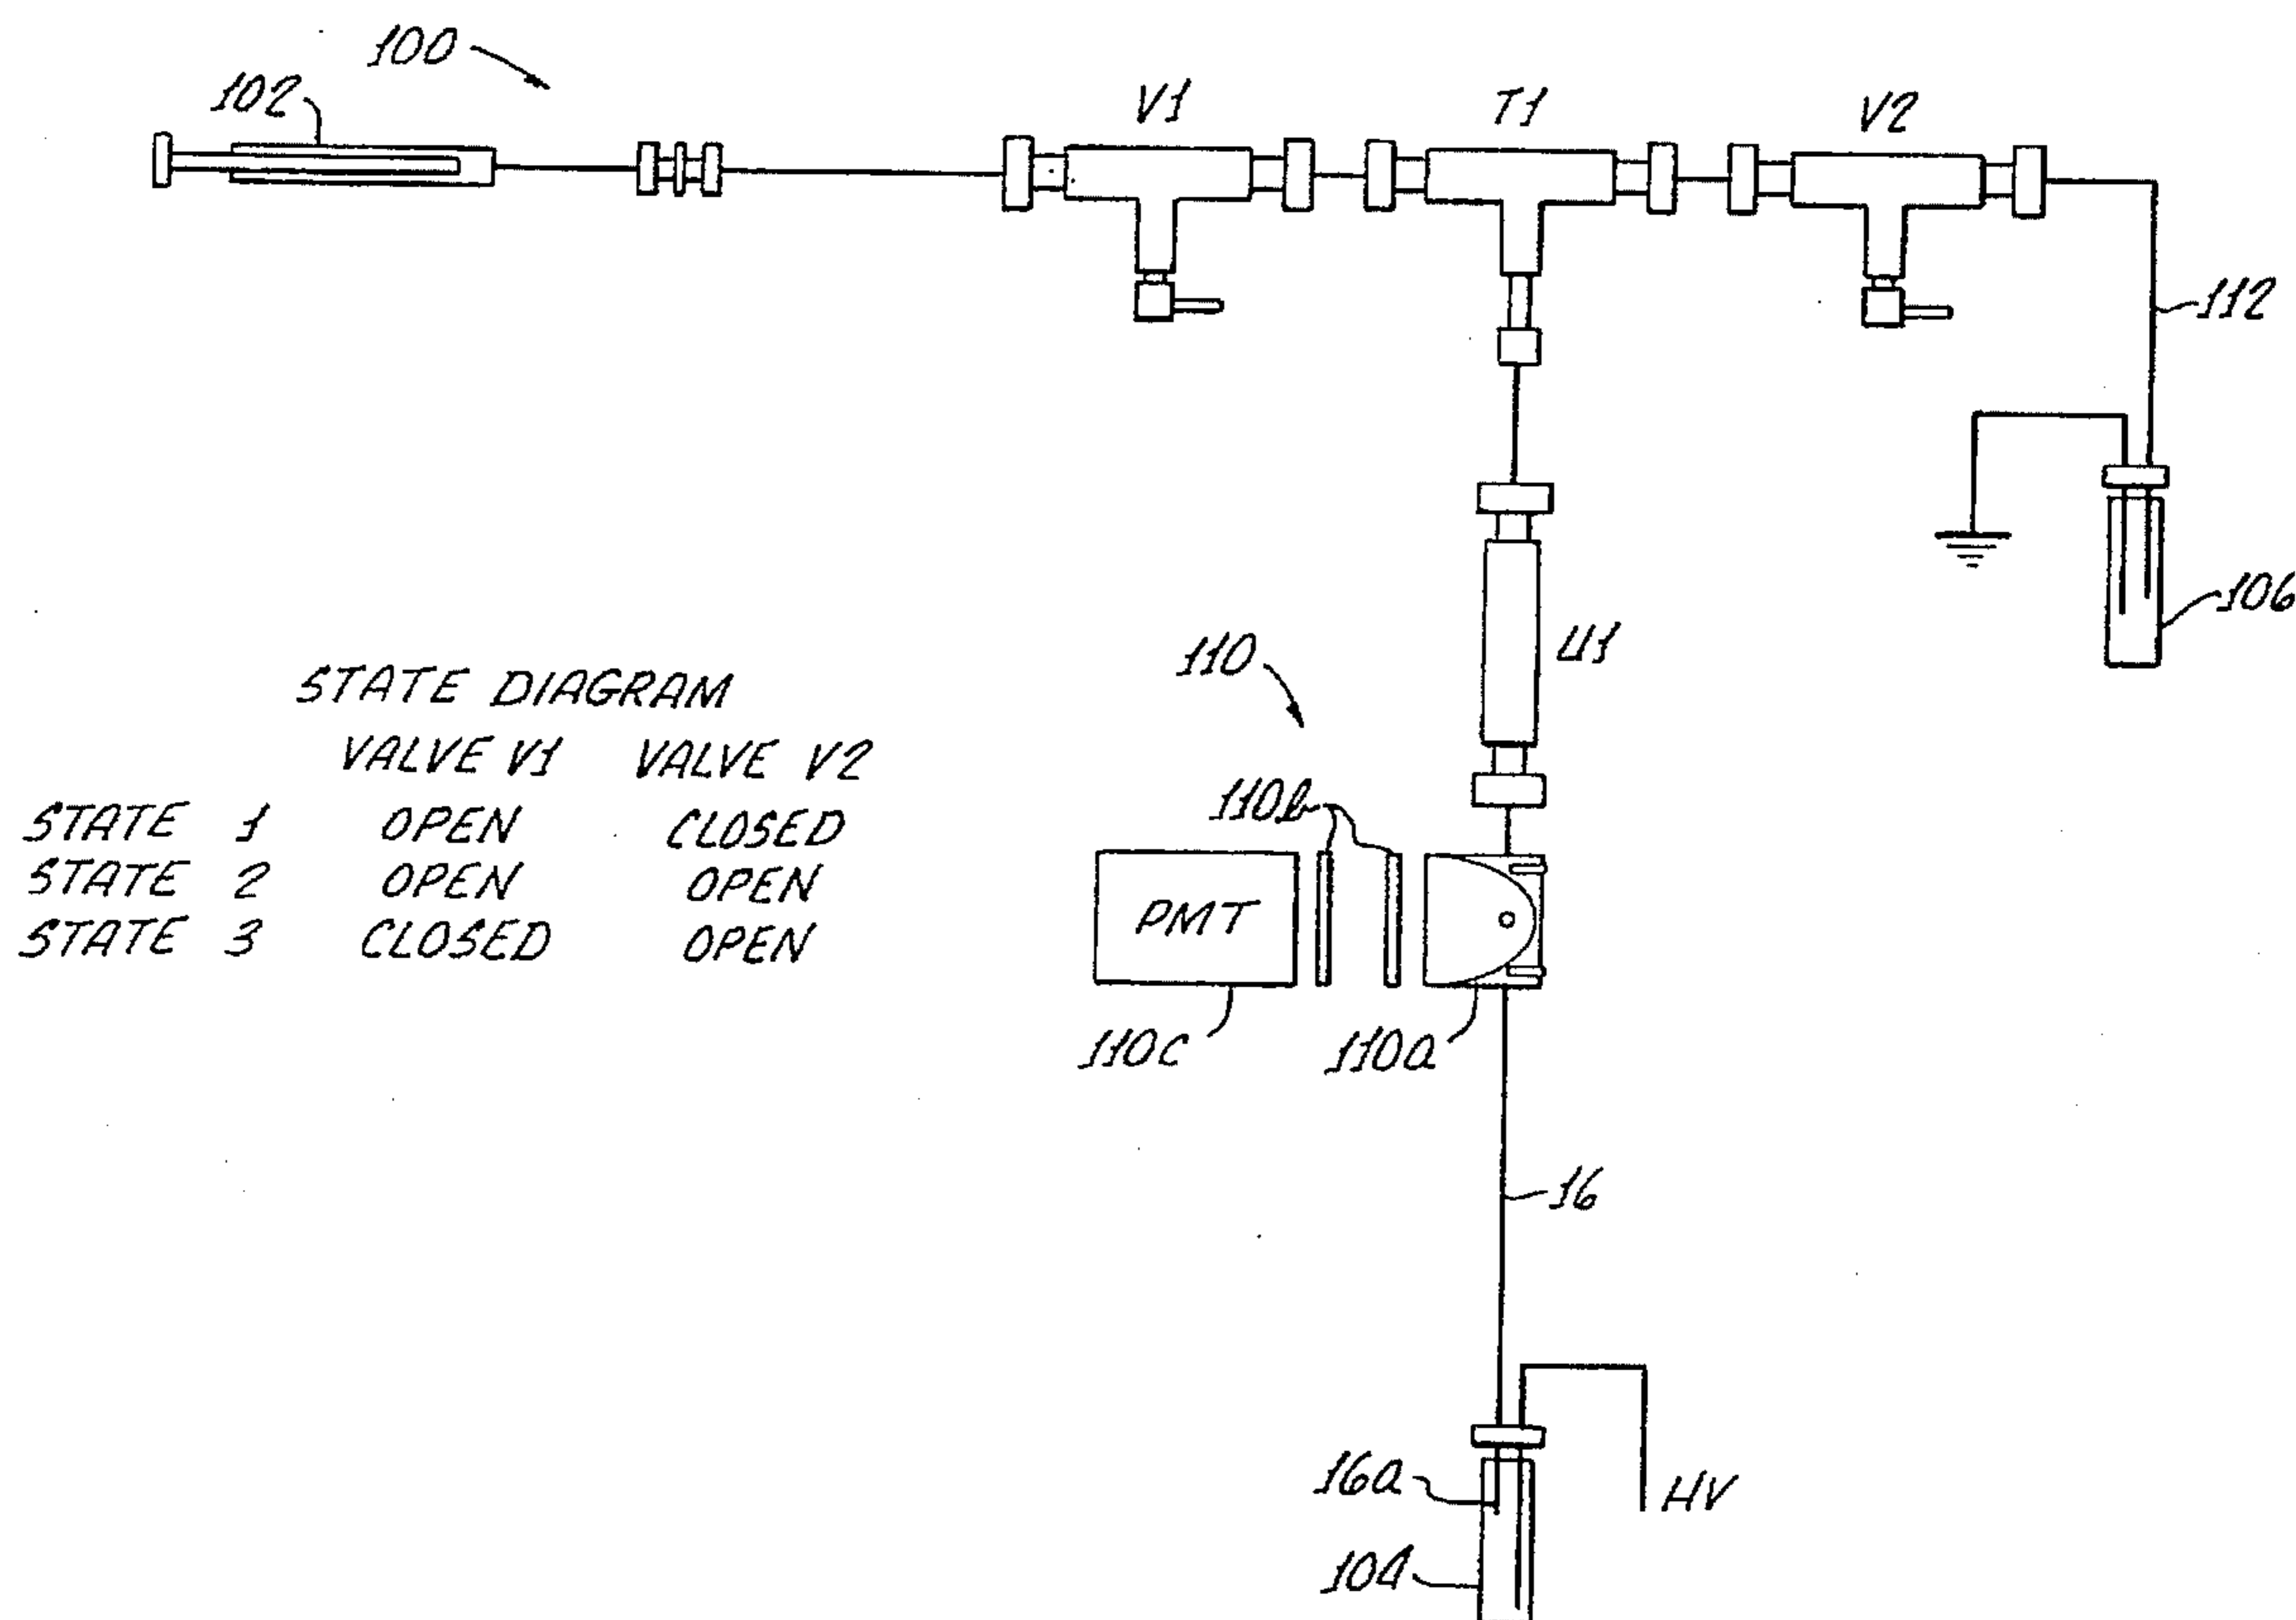 100
102
V1
T1
V2
112
106
U1
110
STATE DIAGRAM
VALVE V1 VALVE V2
STATE 1 OPEN CLOSED
STATE 2 OPEN OPEN
STATE 3 CLOSED OPEN
110b
PMT
110c
110a
16
16a
HV
104